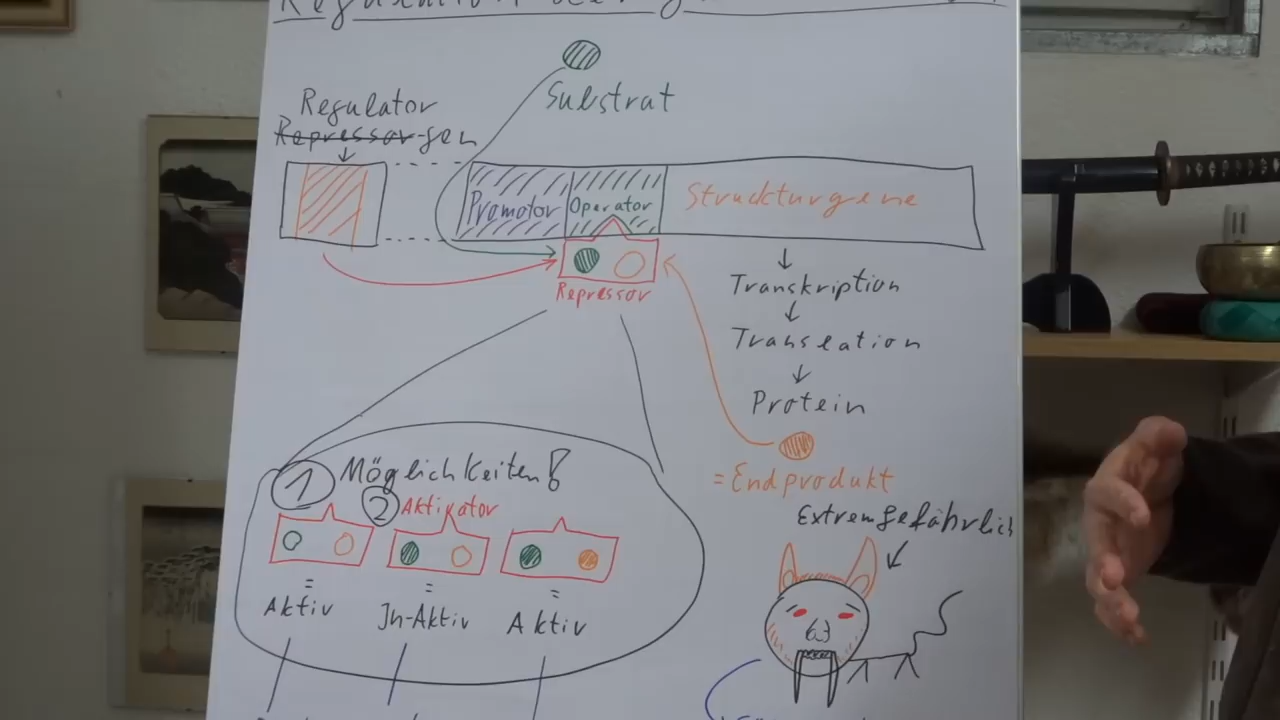 Substrat
Regulator
Repressor-gen
Promotor
Operator
Strukturgene
Repressor
Transkription
Translation
Protein
= Endprodukt
Extrem gefährlich
1 Möglichkeiten!
2 Aktivator
= = =
Aktiv
In-Aktiv
Aktiv